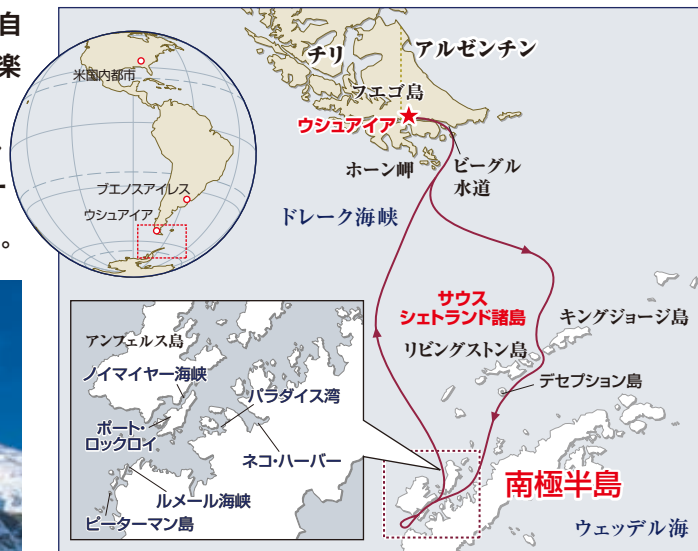 自
楽
。
米国内都市
ブエノスアイレス
ウシュアイア
チリ
アルゼンチン
フエゴ島
ウシュアイア
ホーン岬
ビーグル
水道
ドレーク海峡
サウス
シェトランド諸島
キングジョージ島
リビングストン島
デセプション島
南極半島
ウェッデル海
アンフェルス島
ノイマイヤー海峡
パラダイス湾
ポート・
ロックロイ
ネコ・ハーバー
ルメール海峡
ピーターマン島